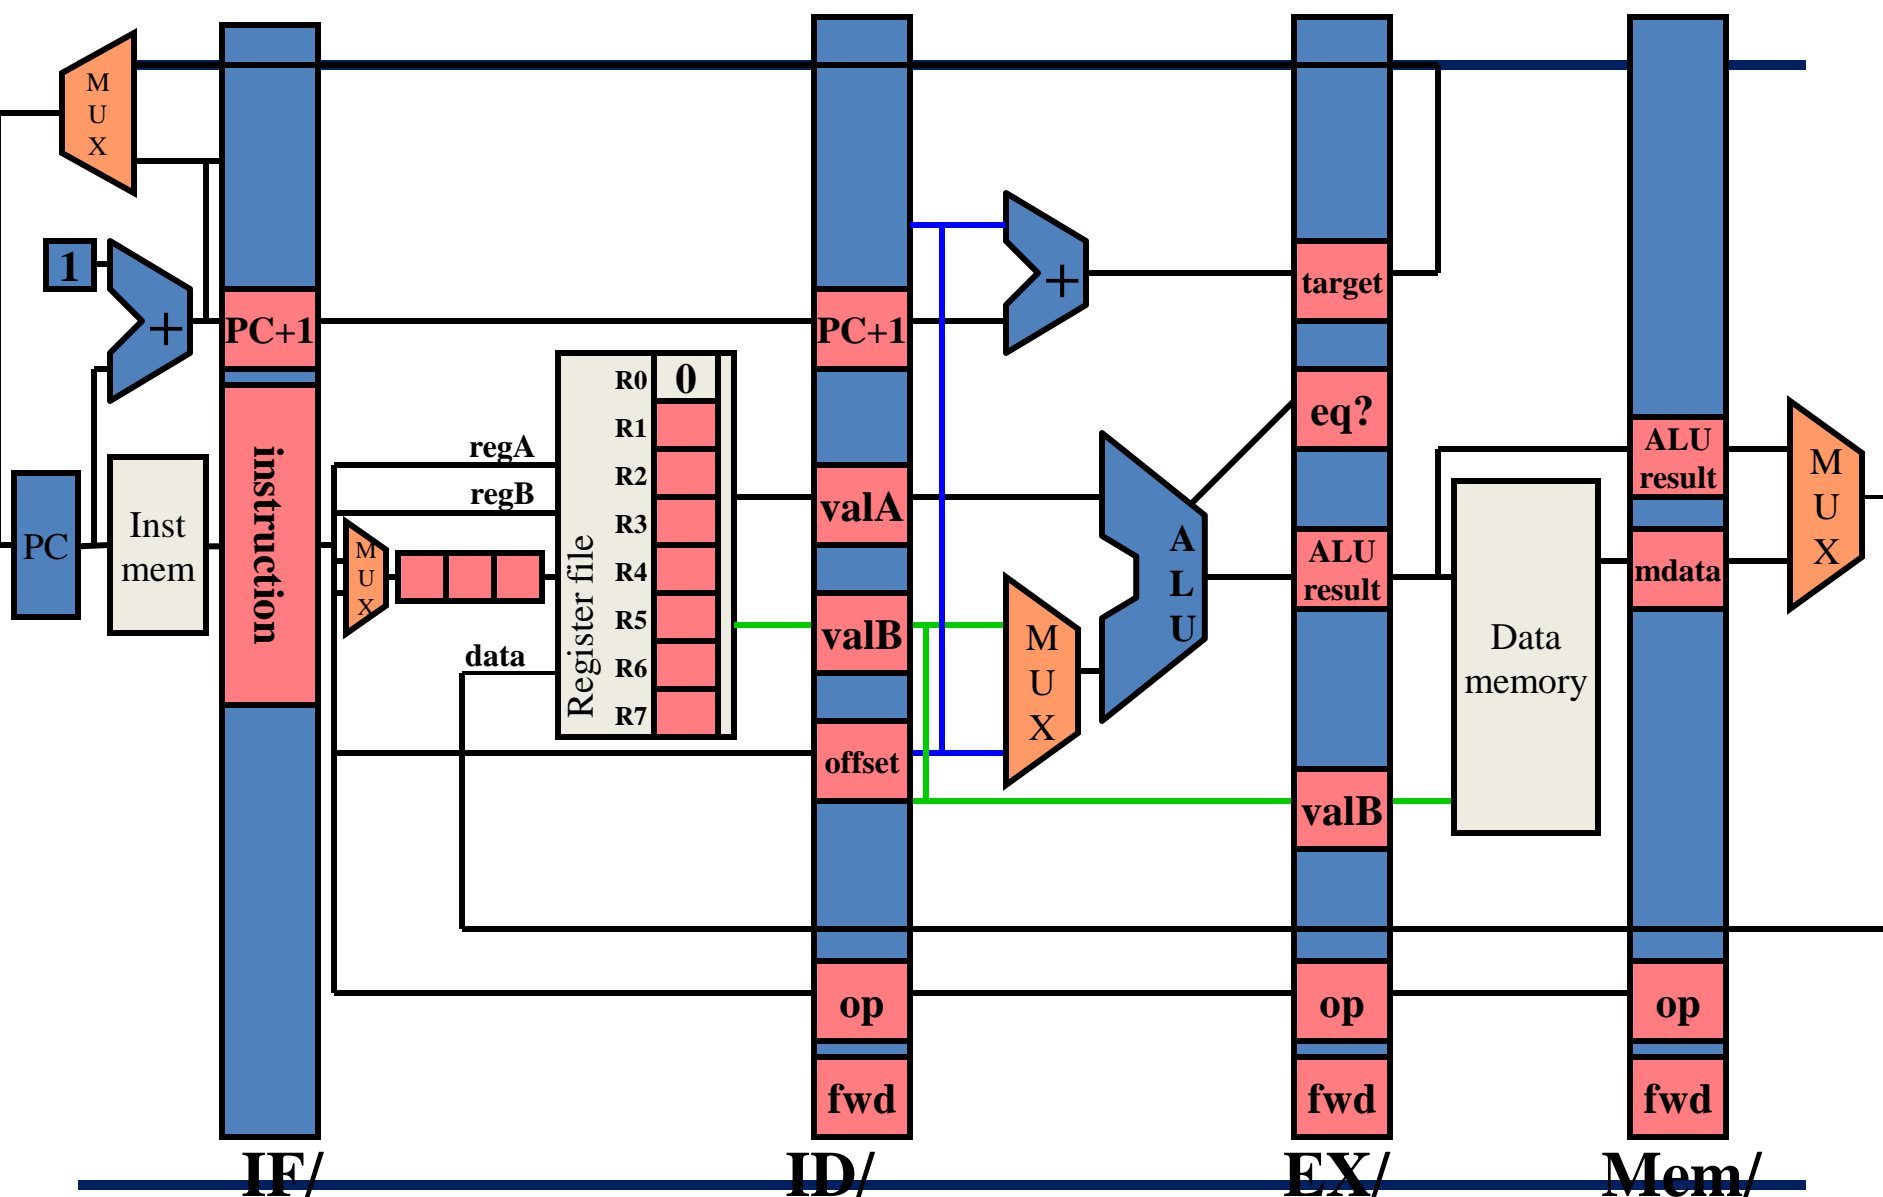 M
U
X
1
+
PC+1
PC
Inst
mem
instruction
regA
regB
M
U
X
data
Register file
R0 0
R1
R2
R3
R4
R5
R6
R7
PC+1
valA
valB
offset
op
fwd
+
M
U
X
A
L
U
target
eq?
ALU
result
valB
op
fwd
Data
memory
ALU
result
mdata
op
fwd
M
U
X
IF/
ID/
EX/
Mem/